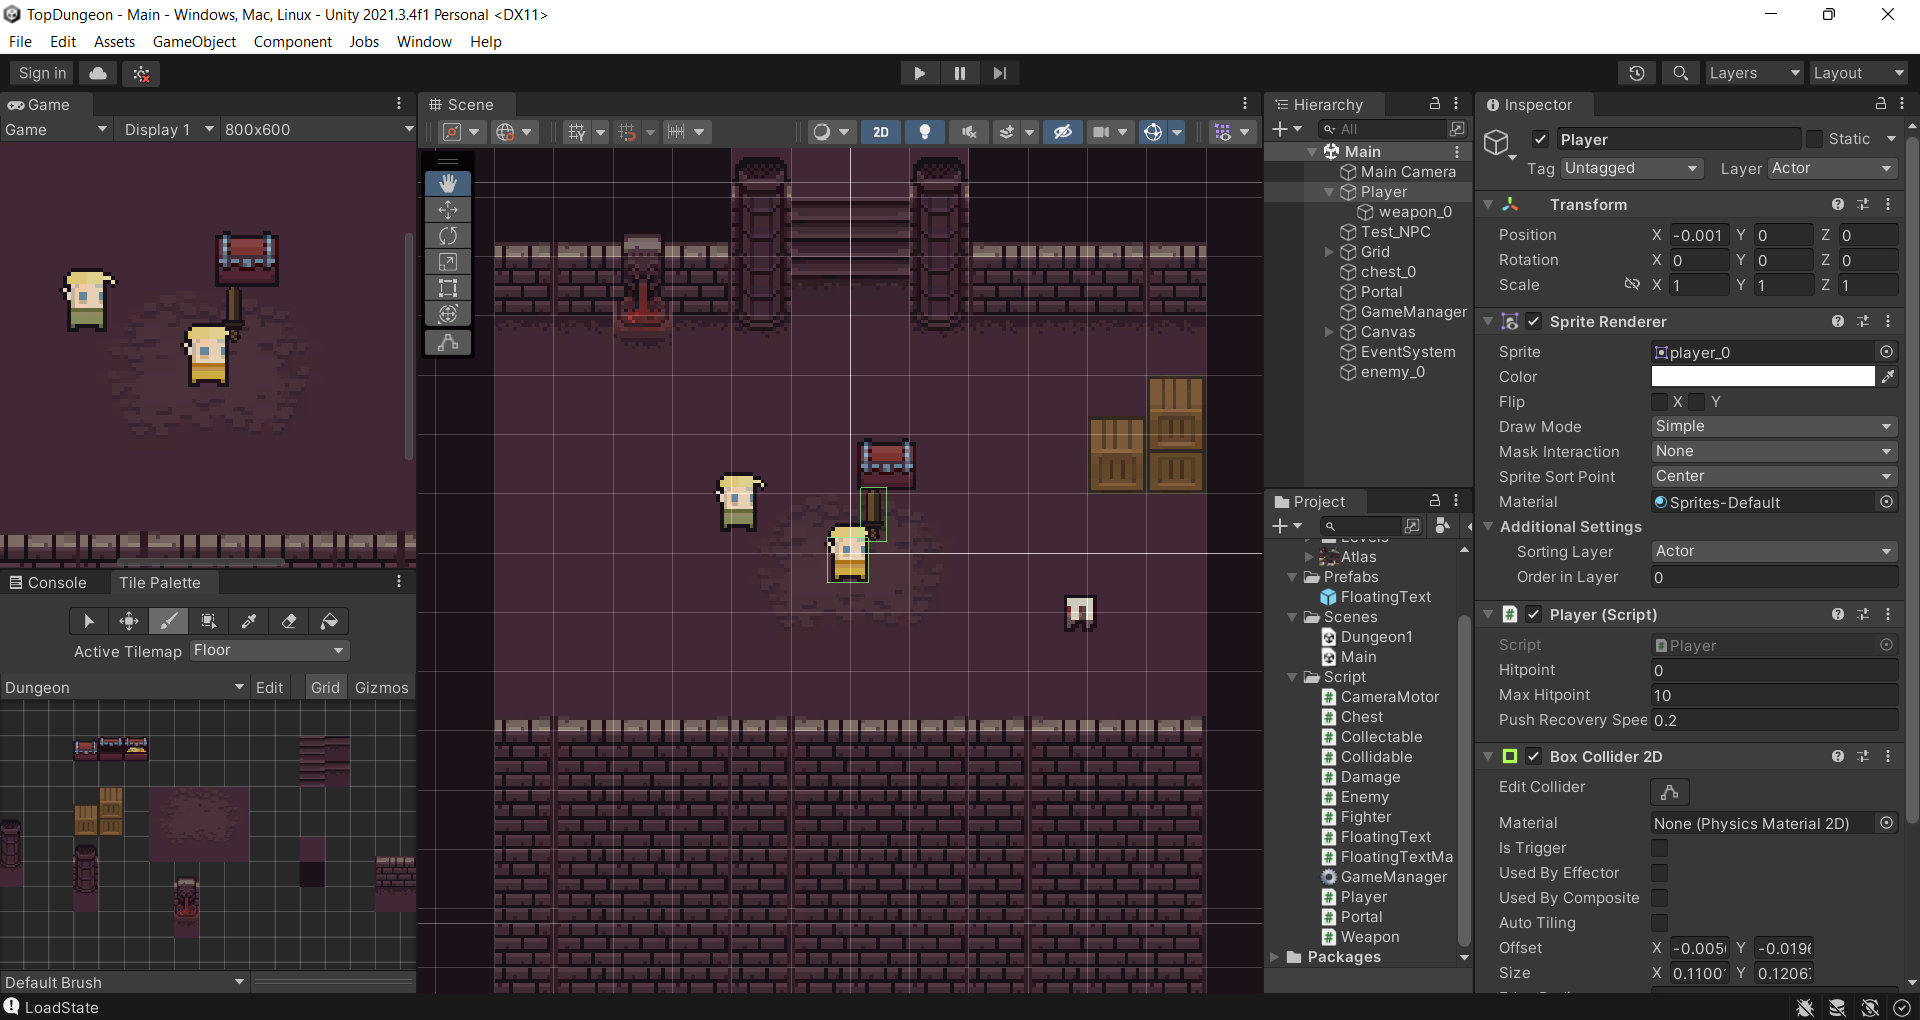 TopDungeon - Main - Windows, Mac, Linux - Unity 2021.3.4f1 Personal <DX11>
File Edit Assets GameObject Component Jobs Window Help
Sign in
Layers
Layout
Game
Game
Display 1
800x600
Console
Tile Palette
Active Tilemap
Floor
Dungeon
Edit
Grid
Gizmos
Default Brush
LoadState
Scene
2D
Hierarchy
All
Main
Main Camera
Player
weapon_0
Test_NPC
Grid
chest_0
Portal
GameManager
Canvas
EventSystem
enemy_0
Project
Levels
Atlas
Prefabs
FloatingText
Scenes
Dungeon1
Main
Script
CameraMotor
Chest
Collectable
Collidable
Damage
Enemy
Fighter
FloatingText
FloatingTextMa
GameManager
Player
Portal
Weapon
Packages
Inspector
Player
Static
Tag Untagged
Layer Actor
Transform
Position X -0.001 Y 0 Z 0
Rotation X 0 Y 0 Z 0
Scale X 1 Y 1 Z 1
Sprite Renderer
Sprite player_0
Color
Flip X Y
Draw Mode Simple
Mask Interaction None
Sprite Sort Point Center
Material Sprites-Default
Additional Settings
Sorting Layer Actor
Order in Layer 0
Player (Script)
Script Player
Hitpoint 0
Max Hitpoint 10
Push Recovery Spee 0.2
Box Collider 2D
Edit Collider
Material None (Physics Material 2D)
Is Trigger
Used By Effector
Used By Composite
Auto Tiling
Offset X -0.005 Y -0.019
Size X 0.1100 Y 0.1206